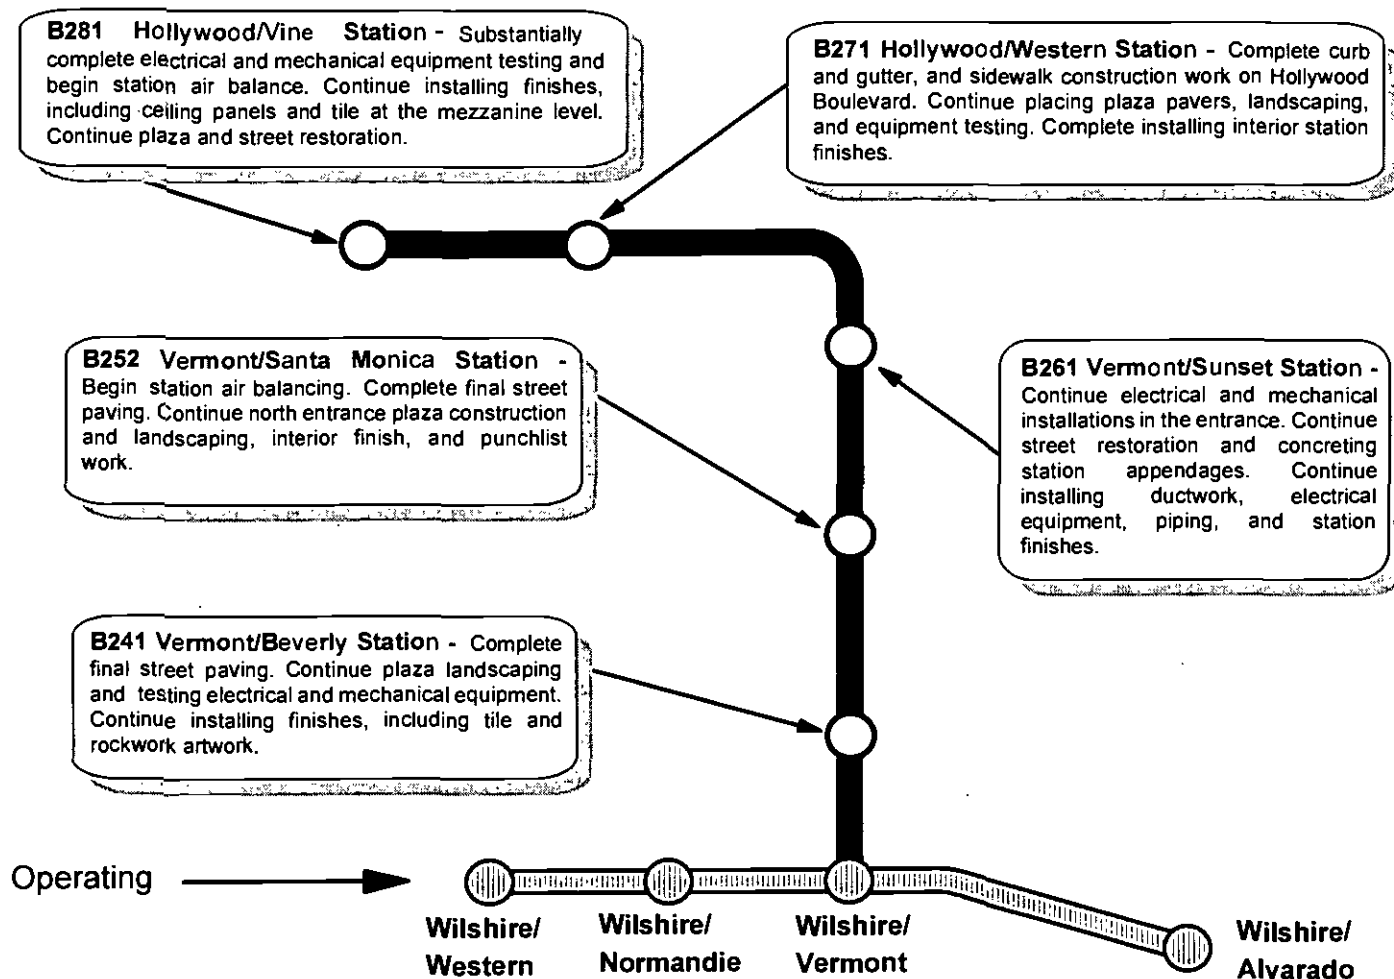 B281 Hollywood/Vine Station - Substantially
complete electrical and mechanical equipment testing and
begin station air balance. Continue installing finishes,
including ceiling panels and tile at the mezzanine level.
Continue plaza and street restoration.
B271 Hollywood/Western Station - Complete curb
and gutter, and sidewalk construction work on Hollywood
Boulevard. Continue placing plaza pavers, landscaping,
and equipment testing. Complete installing interior station
finishes.
B252 Vermont/Santa Monica Station -
Begin station air balancing. Complete final street
paving. Continue north entrance plaza construction
and landscaping, interior finish, and punchlist
work.
B261 Vermont/Sunset Station -
Continue electrical and mechanical
installations in the entrance. Continue
street restoration and concreting
station appendages. Continue
installing ductwork, electrical
equipment, piping, and station
finishes.
B241 Vermont/Beverly Station - Complete
final street paving. Continue plaza landscaping
and testing electrical and mechanical equipment.
Continue installing finishes, including tile and
rockwork artwork.
Operating
Wilshire/
Western
Wilshire/
Normandie
Wilshire/
Vermont
Wilshire/
Alvarado